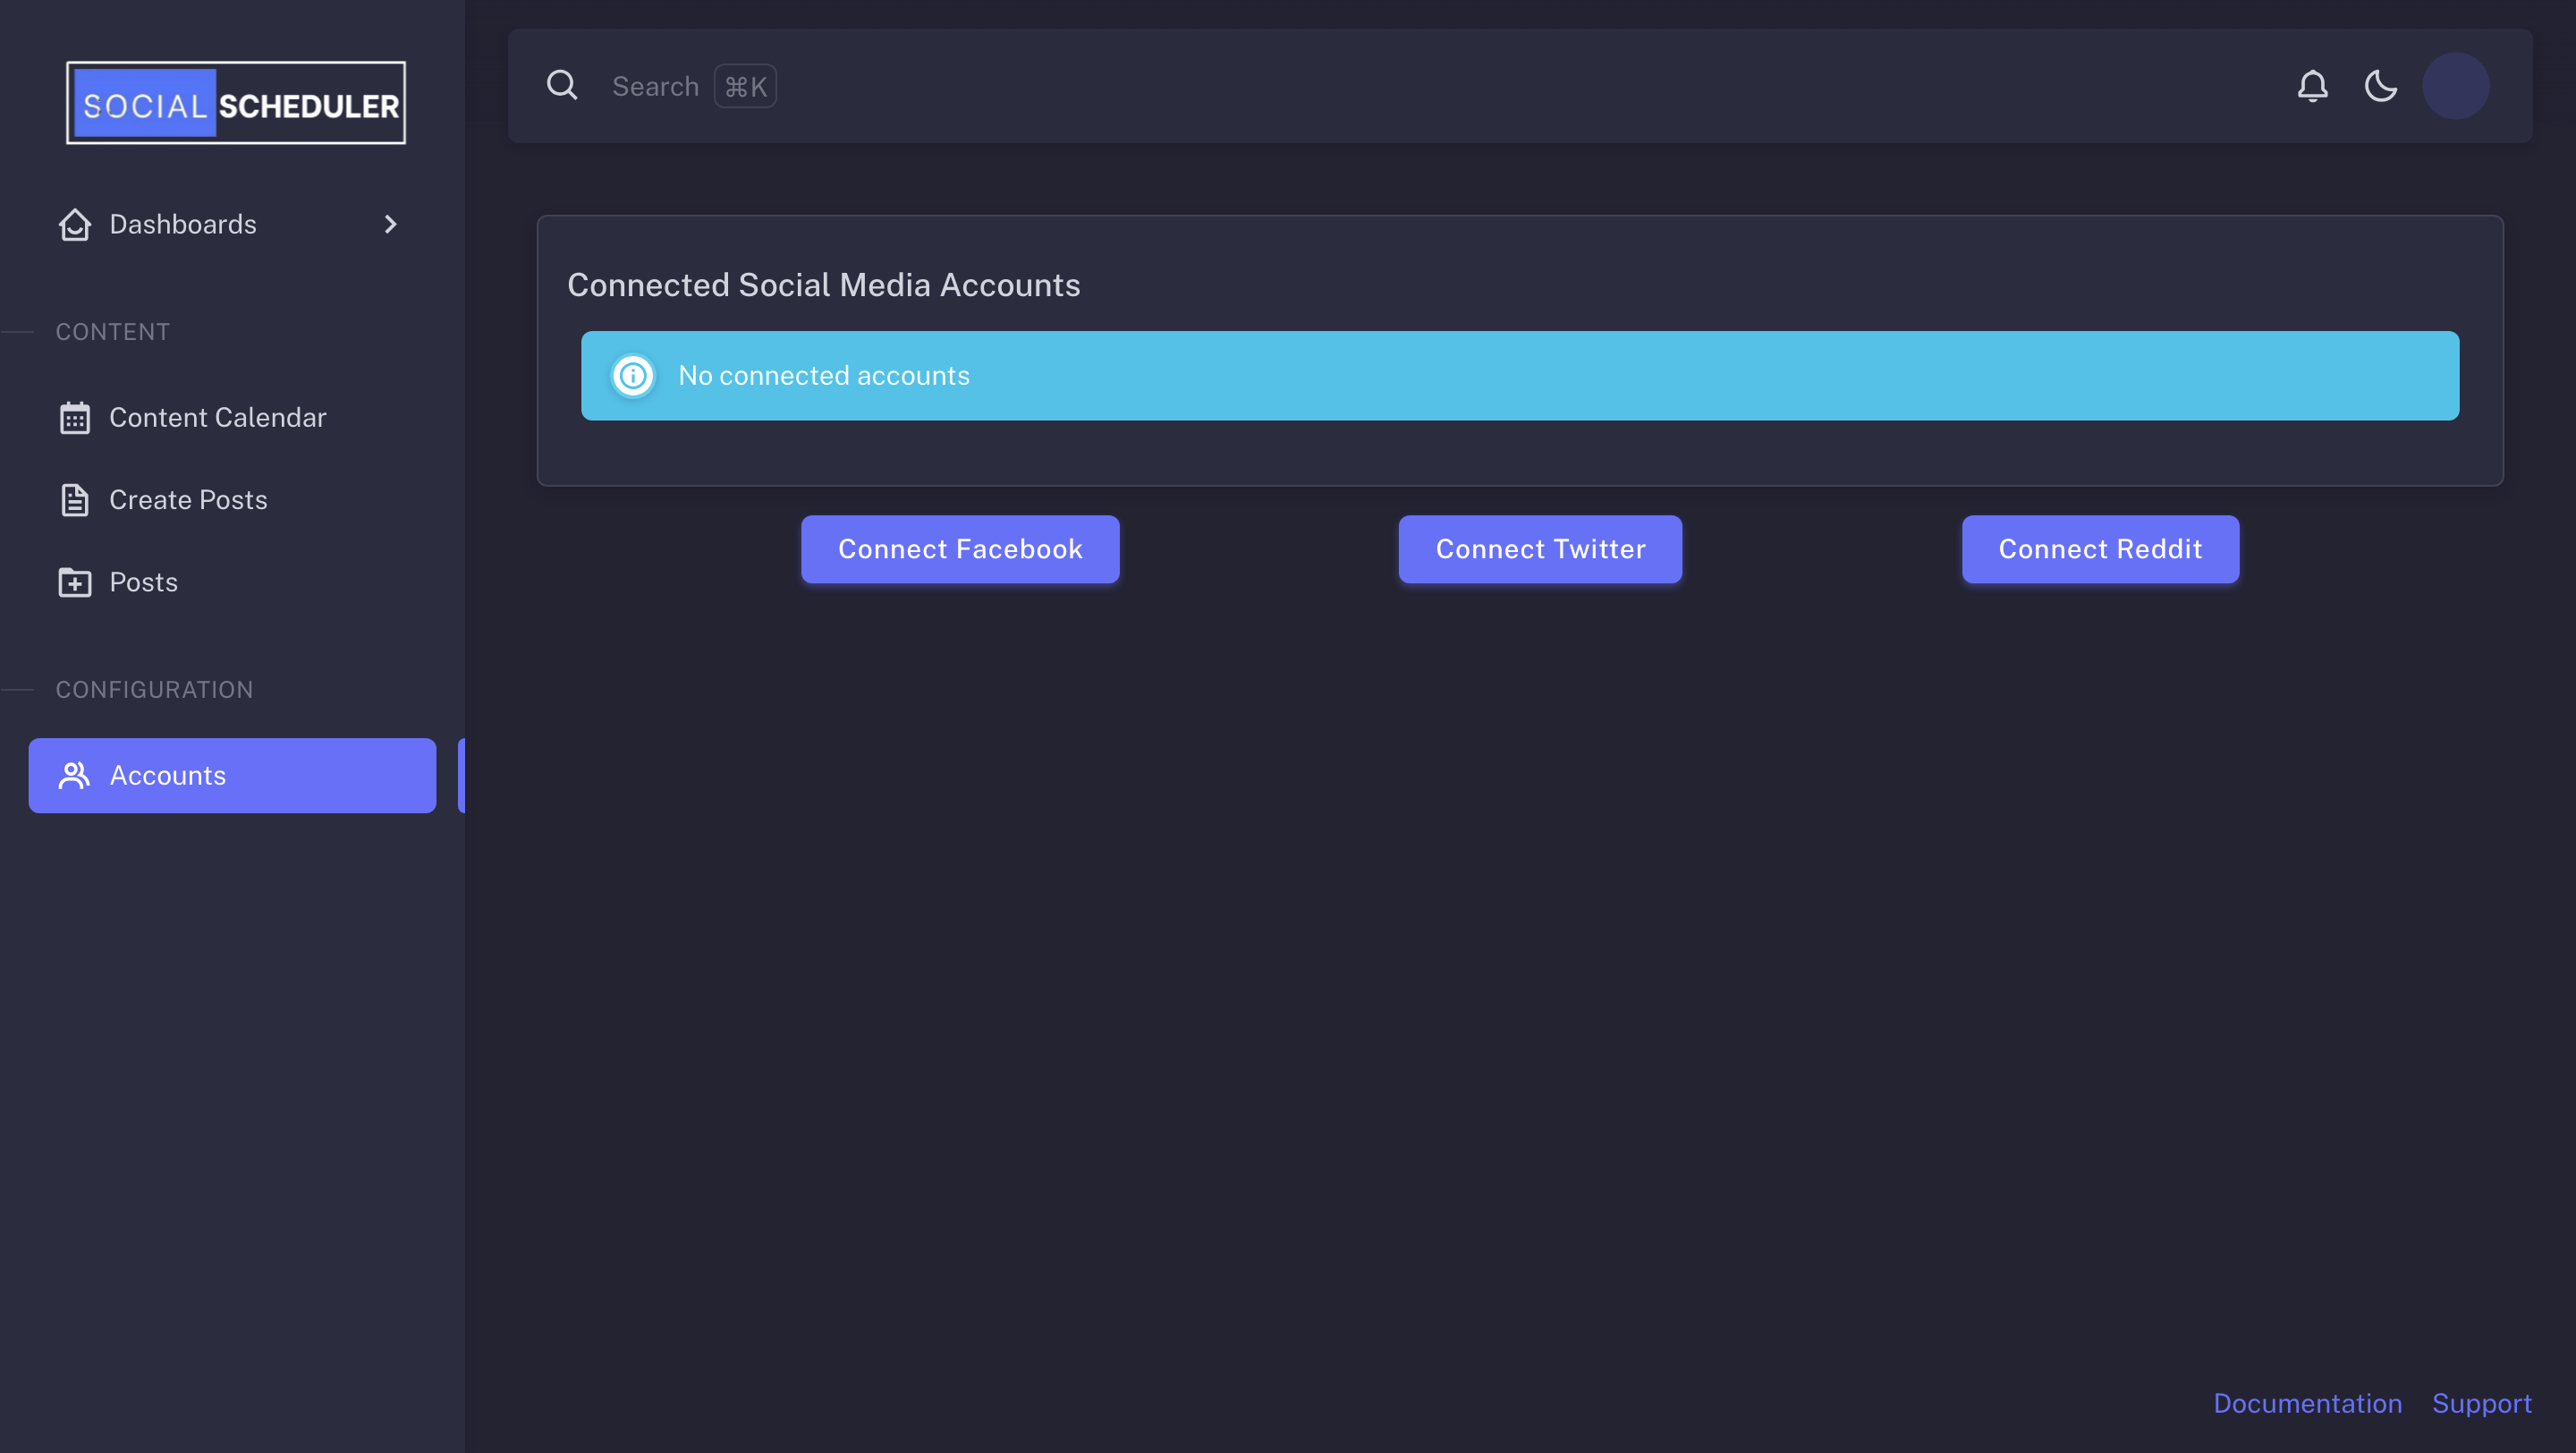 SOCIAL SCHEDULER
Search ⌘K
Dashboards
CONTENT
Content Calendar
Create Posts
Posts
CONFIGURATION
Accounts
Connected Social Media Accounts
No connected accounts
Connect Facebook
Connect Twitter
Connect Reddit
Documentation Support